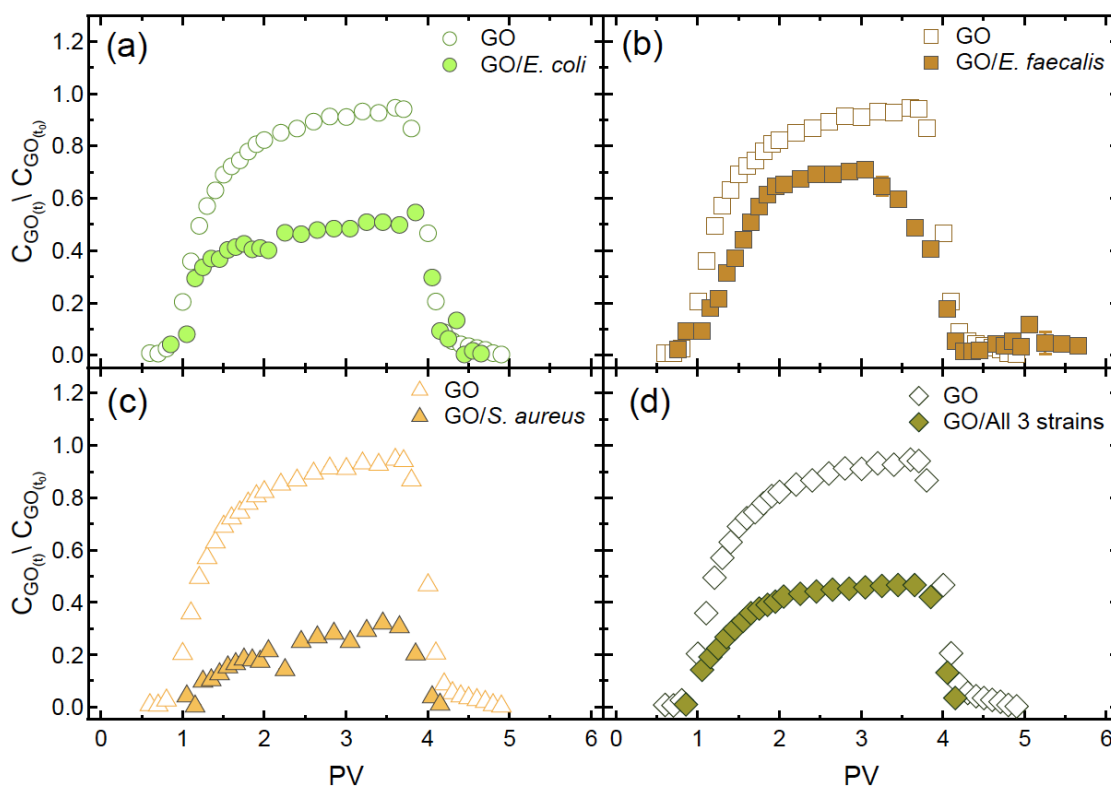 (a)
GO
GO/E. coli
(b)
GO
GO/E. faecalis
1.2
1.0
0.8
0.6
0.4
0.2
0.0
C_GO(t) \ C_GO(t₀)
(c)
GO
GO/S. aureus
(d)
GO
GO/All 3 strains
1.2
1.0
0.8
0.6
0.4
0.2
0.0
C_GO(t) \ C_GO(t₀)
0 1 2 3 4 5 6
0 1 2 3 4 5 6
PV
PV